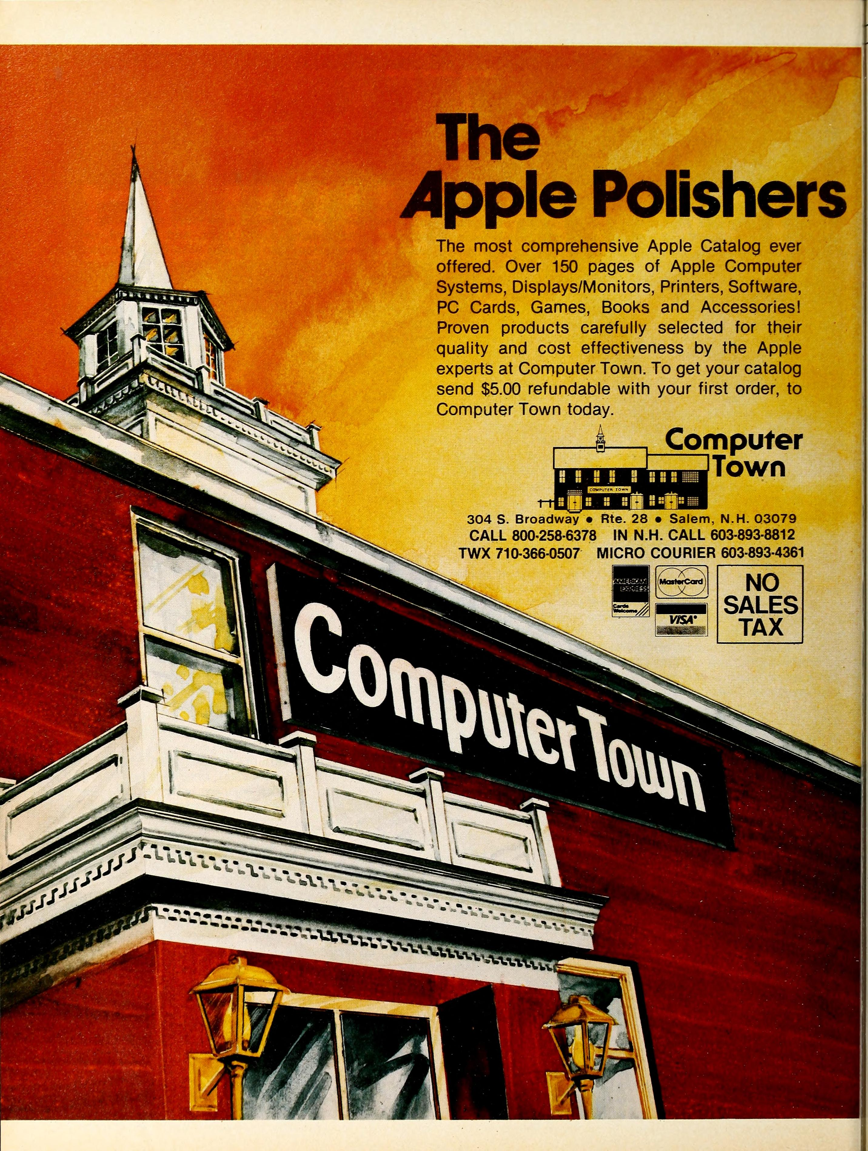 The
Apple Polishers
The most comprehensive Apple Catalog ever
offered. Over 150 pages of Apple Computer
Systems, Displays/Monitors, Printers, Software,
PC Cards, Games, Books and Accessories!
Proven products carefully selected for their
quality and cost effectiveness by the Apple
experts at Computer Town. To get your catalog
send $5.00 refundable with your first order, to
Computer Town today.
Computer
Town
COMPUTER TOWN
304 S. Broadway • Rte. 28 • Salem, N.H. 03079
CALL 800-258-6378 IN N.H. CALL 603-893-8812
TWX 710-366-0507 MICRO COURIER 603-893-4361
AMERICAN
EXPRESS
Cards
Welcome
MasterCard
VISA®
NO
SALES
TAX
Computer Town